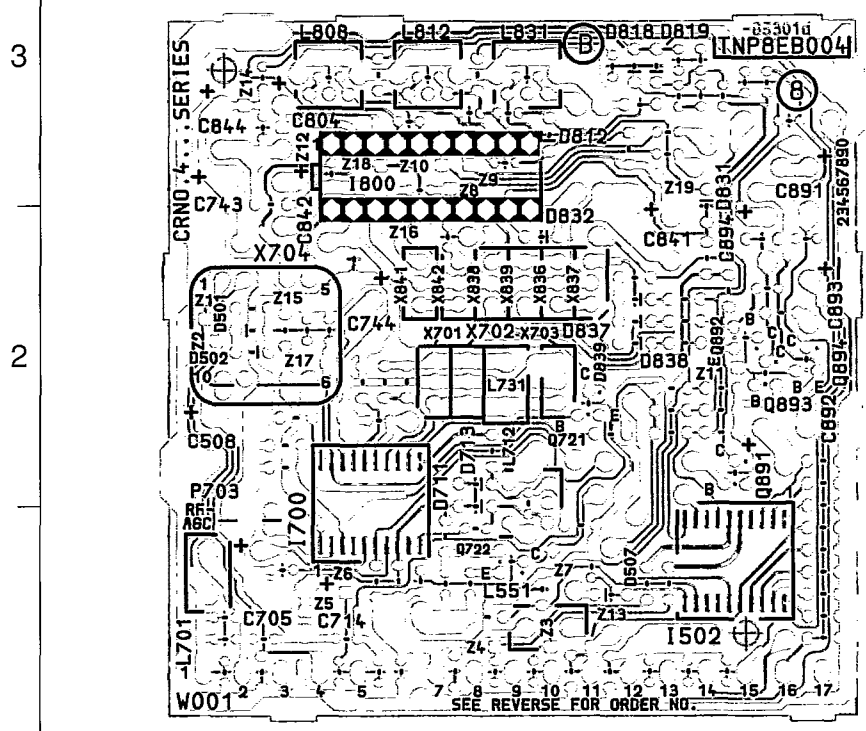 3
2
L808
L812
L831
B
D818
D819
-85301d
TNP8EB004
8
CRNO.4...SERIES
Z14
C844
C804
Z12
D812
Z18
Z10
I800
Z9
Z8
Z19
D831
C891
234567890
C743
C842
Z16
D832
C841
C894
X704
1
5
Z1
D501
Z15
Z2
D502
Z17
10
6
C744
X841
X842
X838
X839
X836
X837
X701
X702
X703
D837
D839
D838
Q892
E
C893
Q894
B
C
C
C
B
E
L731
C
Z11
B
Q893
C892
C508
E
B
Q721
C
D713
L712
P703
RF
AGC
I700
D711
Q891
B
Q722
C
E
L551
Z7
D507
1
Z6
Z5
C714
C705
L701
Z4
Z3
Z13
I502
2 3 4 5 7 8 9 10 11 12 13 14 15 16 17
W001
SEE REVERSE FOR ORDER NO.